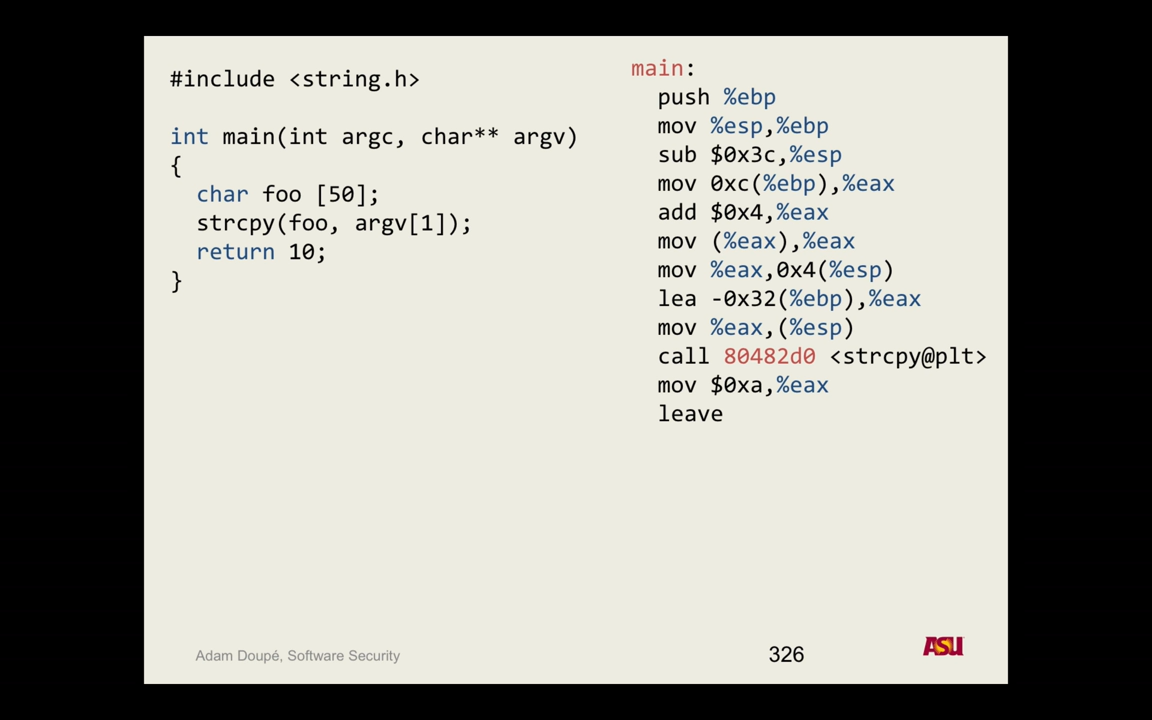 #include <string.h>
int main(int argc, char** argv)
{
char foo [50];
strcpy(foo, argv[1]);
return 10;
}
main:
push %ebp
mov %esp,%ebp
sub $0x3c,%esp
mov 0xc(%ebp),%eax
add $0x4,%eax
mov (%eax),%eax
mov %eax,0x4(%esp)
lea -0x32(%ebp),%eax
mov %eax,(%esp)
call 80482d0 <strcpy@plt>
mov $0xa,%eax
leave
Adam Doupé, Software Security
326
ASU